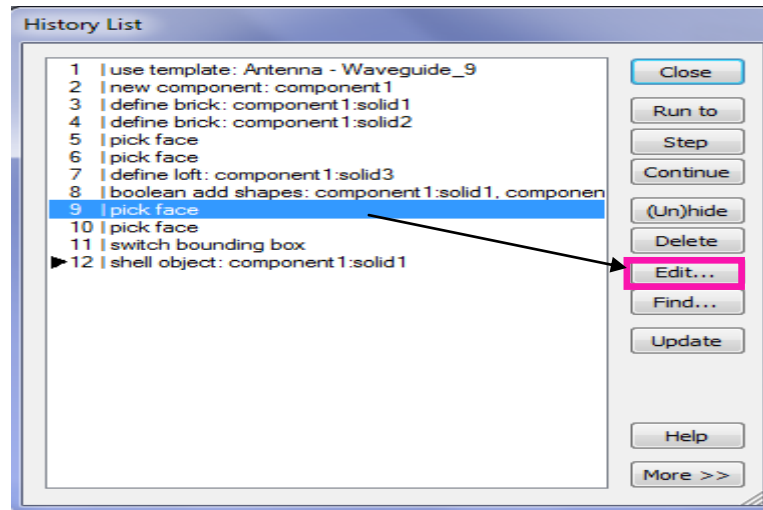 History List
1 | use template: Antenna - Waveguide_9
2 | new component: component1
3 | define brick: component1:solid1
4 | define brick: component1:solid2
5 | pick face
6 | pick face
7 | define loft: component1:solid3
8 | boolean add shapes: component1:solid1, componen
9 | pick face
10 | pick face
11 | switch bounding box
12 | shell object: component1:solid1
Close
Run to
Step
Continue
(Un)hide
Delete
Edit...
Find...
Update
Help
More >>